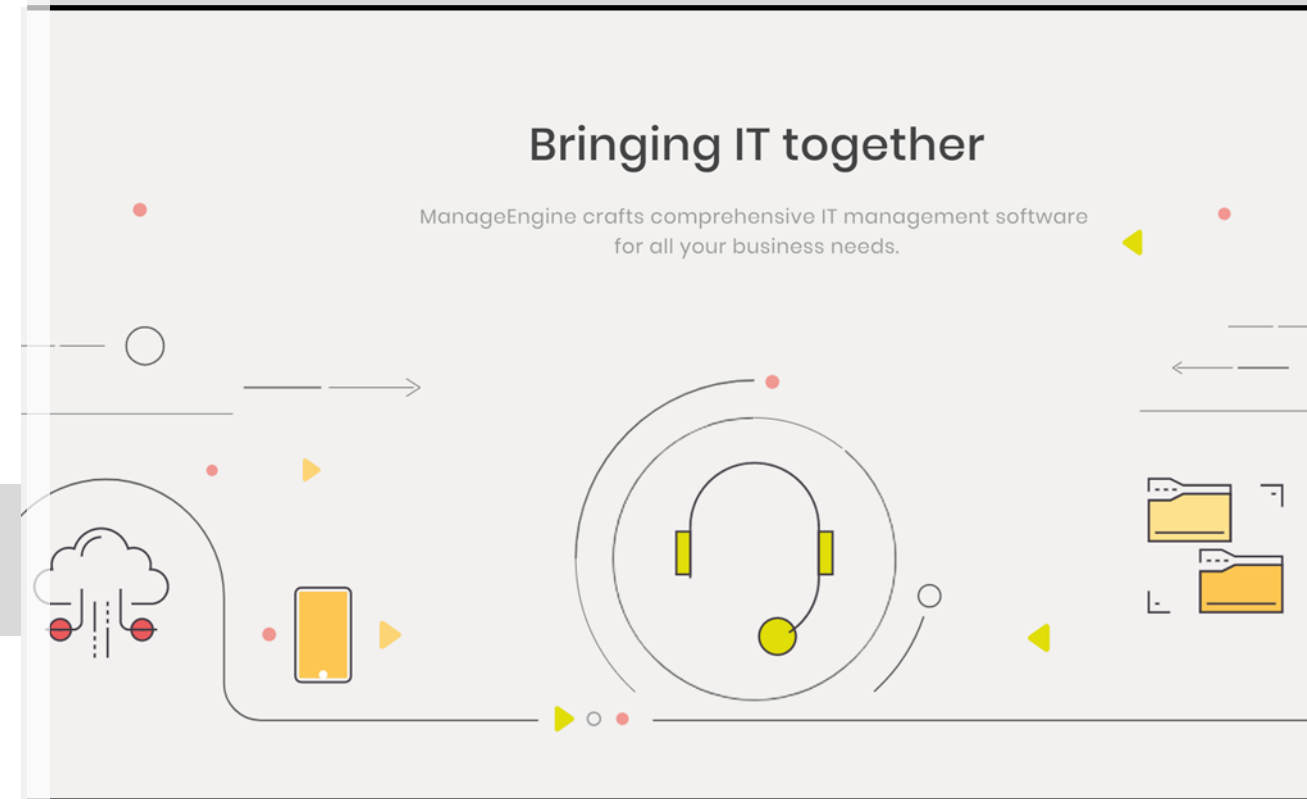 Bringing IT together
ManageEngine crafts comprehensive IT management software
for all your business needs.